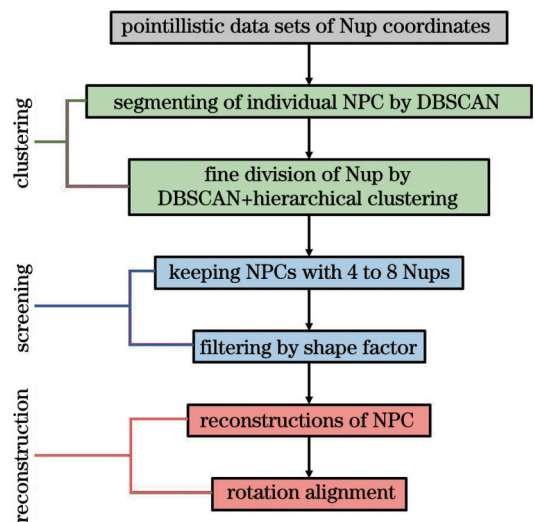 pointillistic data sets of Nup coordinates
segmenting of individual NPC by DBSCAN
fine division of Nup by
DBSCAN+hierarchical clustering
clustering
keeping NPCs with 4 to 8 Nups
filtering by shape factor
screening
reconstructions of NPC
rotation alignment
reconstruction